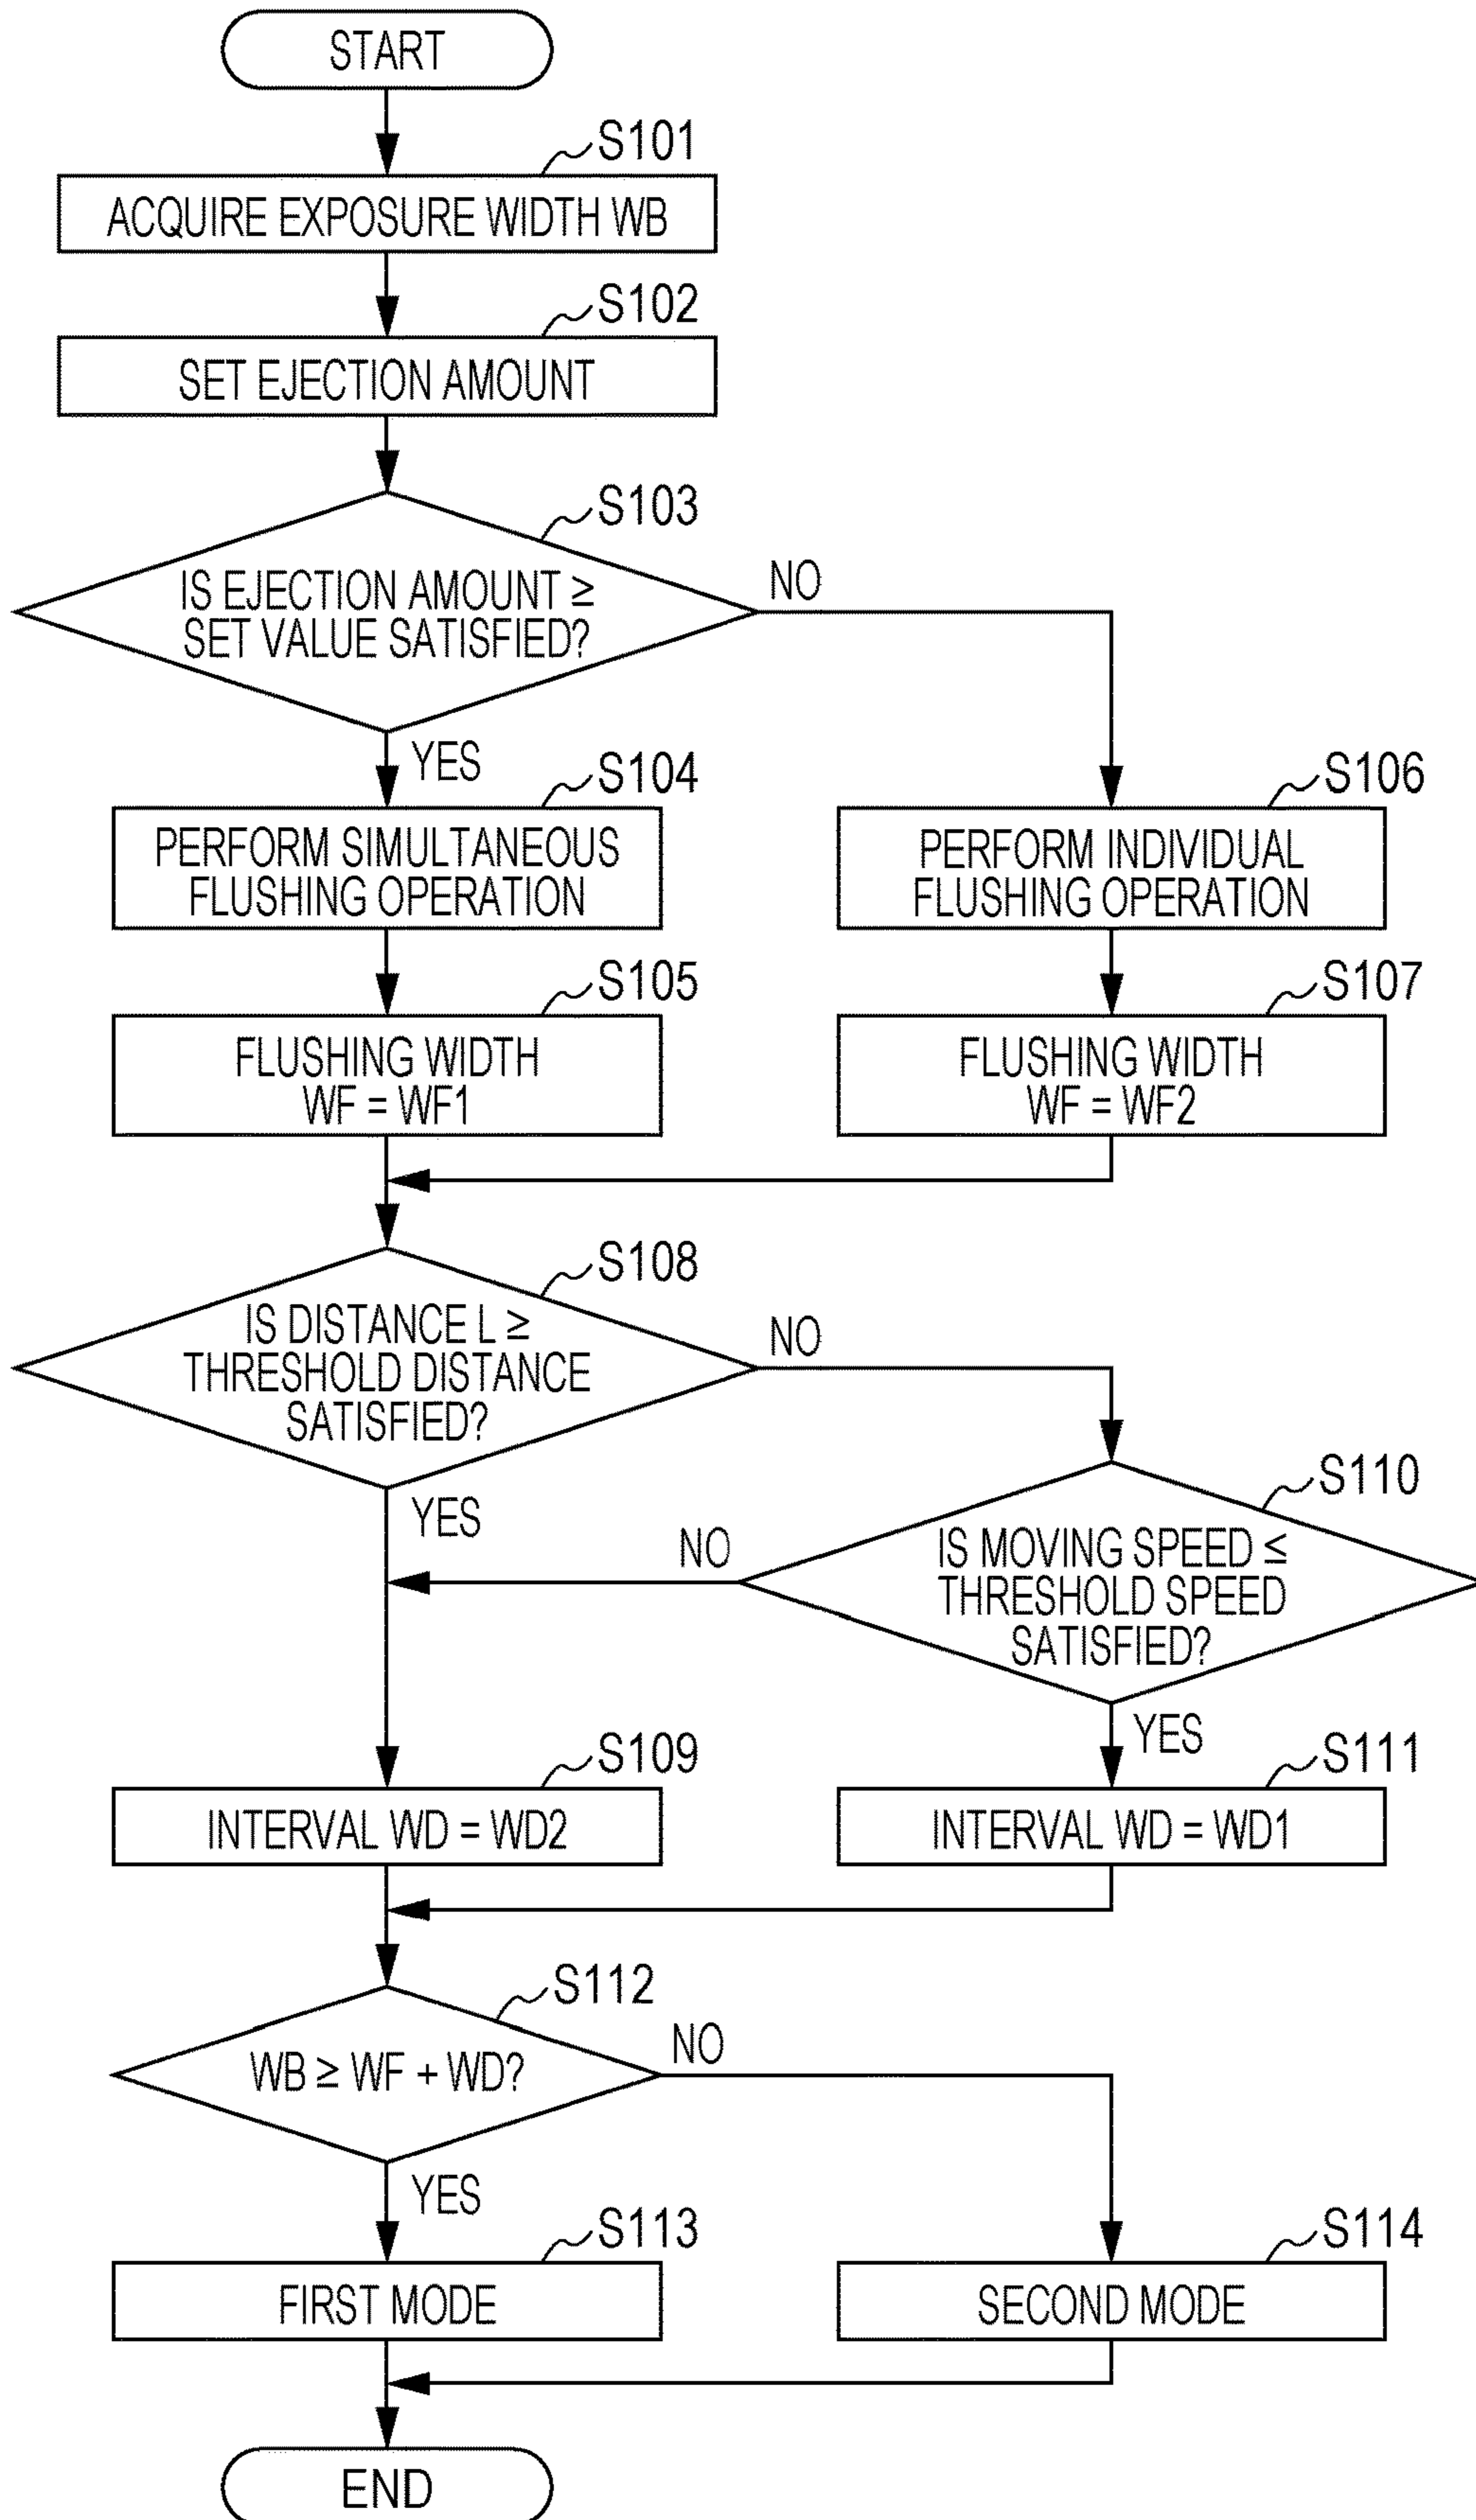 START
S101
ACQUIRE EXPOSURE WIDTH WB
S102
SET EJECTION AMOUNT
S103
IS EJECTION AMOUNT ≥
SET VALUE SATISFIED?
NO
YES
S104
PERFORM SIMULTANEOUS
FLUSHING OPERATION
S106
PERFORM INDIVIDUAL
FLUSHING OPERATION
S105
FLUSHING WIDTH
WF = WF1
S107
FLUSHING WIDTH
WF = WF2
S108
IS DISTANCE L ≥
THRESHOLD DISTANCE
SATISFIED?
NO
YES
S110
IS MOVING SPEED ≤
THRESHOLD SPEED
SATISFIED?
NO
YES
S109
INTERVAL WD = WD2
S111
INTERVAL WD = WD1
S112
WB ≥ WF + WD?
NO
YES
S113
FIRST MODE
S114
SECOND MODE
END